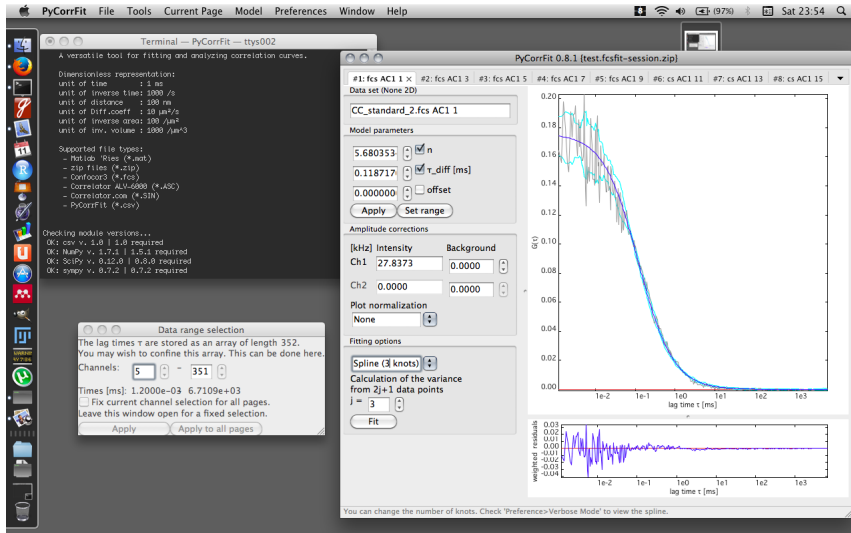 PyCorrFit File Tools Current Page Model Preferences Window Help
(97%) Sat 23:54
Terminal — PyCorrFit — ttys002
A versatile tool for fitting and analyzing correlation curves.
Dimensionless representation:
unit of time : 1 ms
unit of inverse time: 1000 /s
unit of distance : 100 nm
unit of Diff.coeff : 10 µm²/s
unit of inverse area: 100 /µm²
unit of inv. volume : 1000 /µm^3
Supported file types:
- Matlab 'Ries (*.mat)
- zip files (*.zip)
- Confocor3 (*.fcs)
- Correlator ALV-6000 (*.ASC)
- Correlator.com (*.SIN)
- PyCorrFit (*.csv)
Checking module versions...
OK: csv v. 1.0 | 1.0 required
OK: NumPy v. 1.7.1 | 1.5.1 required
OK: SciPy v. 0.12.0 | 0.8.0 required
OK: sympy v. 0.7.2 | 0.7.2 required
Data range selection
The lag times τ are stored as an array of length 352.
You may wish to confine this array. This can be done here.
Channels: 5 – 351
Times [ms]: 1.2000e-03 6.7109e+03
Fix current channel selection for all pages.
Leave this window open for a fixed selection.
Apply Apply to all pages
PyCorrFit 0.8.1 {test.fcsfit-session.zip}
#1: fcs AC1 1 × #2: fcs AC1 3 #3: fcs AC1 5 #4: fcs AC1 7 #5: fcs AC1 9 #6: cs AC1 11 #7: cs AC1 13 #8: cs AC1 15
Data set (None 2D)
CC_standard_2.fcs AC1 1
Model parameters
5.680353 n
0.118717 τ_diff [ms]
0.000000 offset
Apply Set range
Amplitude corrections
[kHz] Intensity Background
Ch1 27.8373 0.0000
Ch2 0.0000 0.0000
Plot normalization
None
Fitting options
Spline (3 knots)
Calculation of the variance
from 2j+1 data points
j = 3
Fit
0.20
0.18
0.16
0.14
0.12
0.10
0.08
0.06
0.04
0.02
0.00
G(τ)
1e-2 1e-1 1e0 1e1 1e2 1e3
lag time τ [ms]
0.03
0.02
0.01
0.00
-0.01
-0.02
-0.03
-0.04
weighted residuals
1e-2 1e-1 1e0 1e1 1e2 1e3
lag time τ [ms]
You can change the number of knots. Check 'Preference>Verbose Mode' to view the spline.